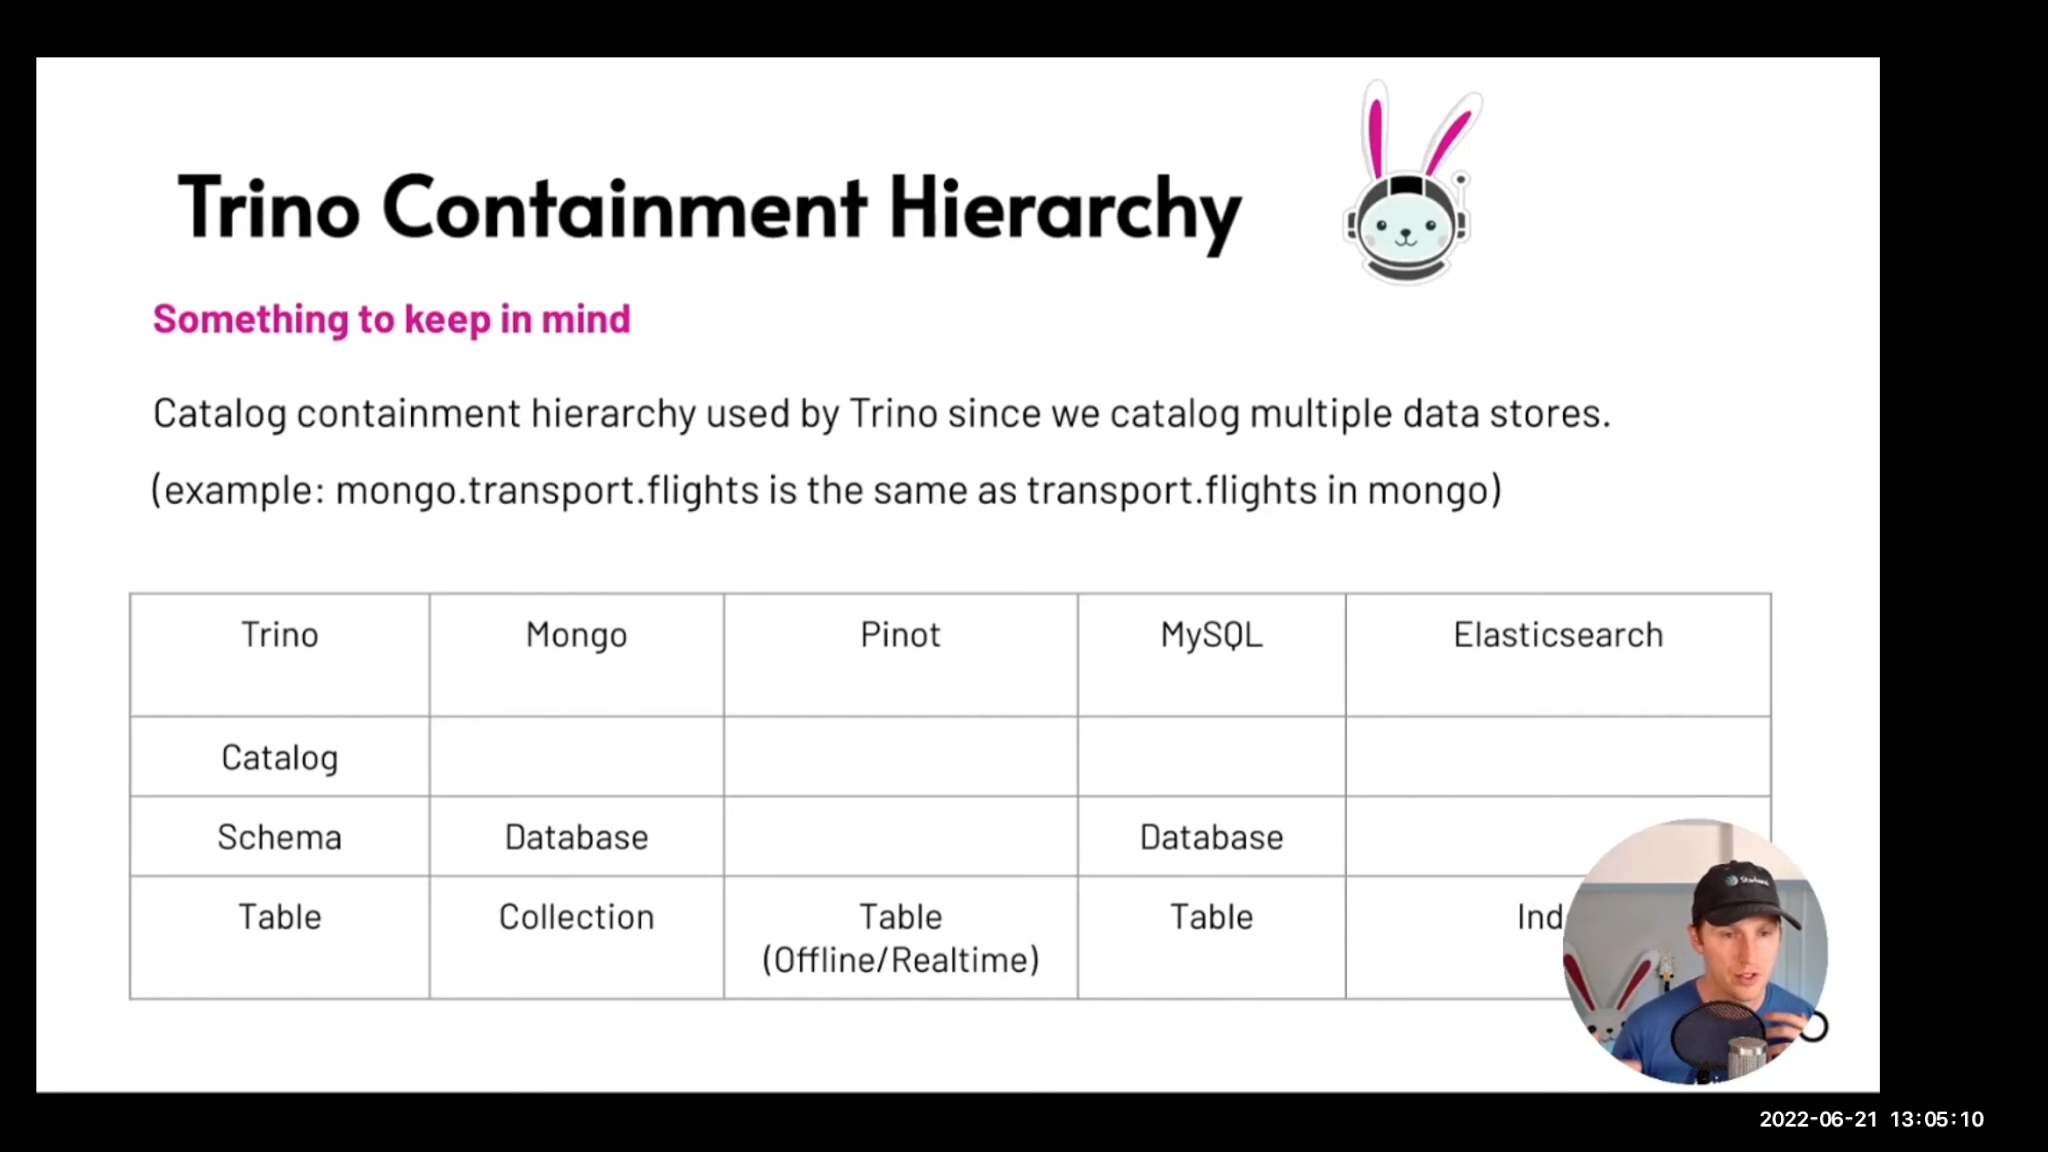 Trino Containment Hierarchy
Something to keep in mind
Catalog containment hierarchy used by Trino since we catalog multiple data stores.
(example: mongo.transport.flights is the same as transport.flights in mongo)
Trino Mongo Pinot MySQL Elasticsearch
Catalog
Schema Database Database
Table Collection Table Table
(Offline/Realtime)
2022-06-21 13:05:10